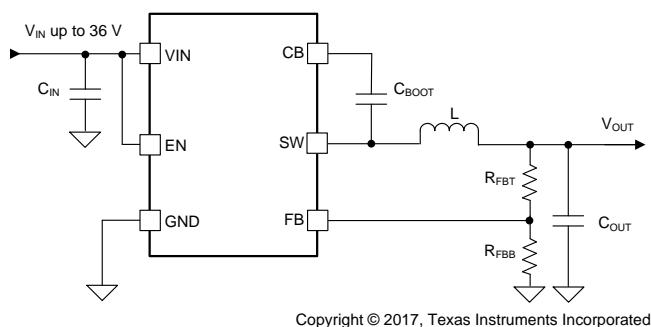 VIN up to 36 V
VIN
CB
CIN
CBOOT
L
VOUT
EN
SW
RFBT
GND
FB
COUT
RFBB
Copyright © 2017, Texas Instruments Incorporated